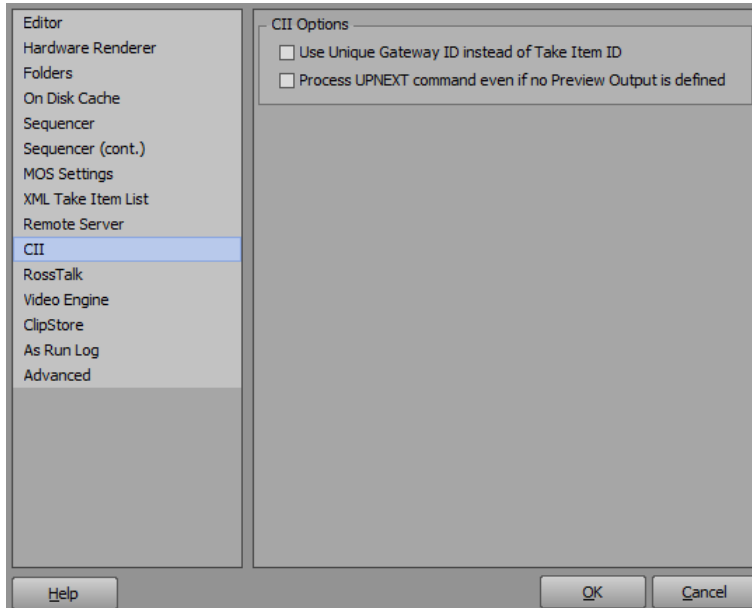 Editor
Hardware Renderer
Folders
On Disk Cache
Sequencer
Sequencer (cont.)
MOS Settings
XML Take Item List
Remote Server
CII
RossTalk
Video Engine
ClipStore
As Run Log
Advanced
CII Options
Use Unique Gateway ID instead of Take Item ID
Process UPNEXT command even if no Preview Output is defined
Help
OK
Cancel